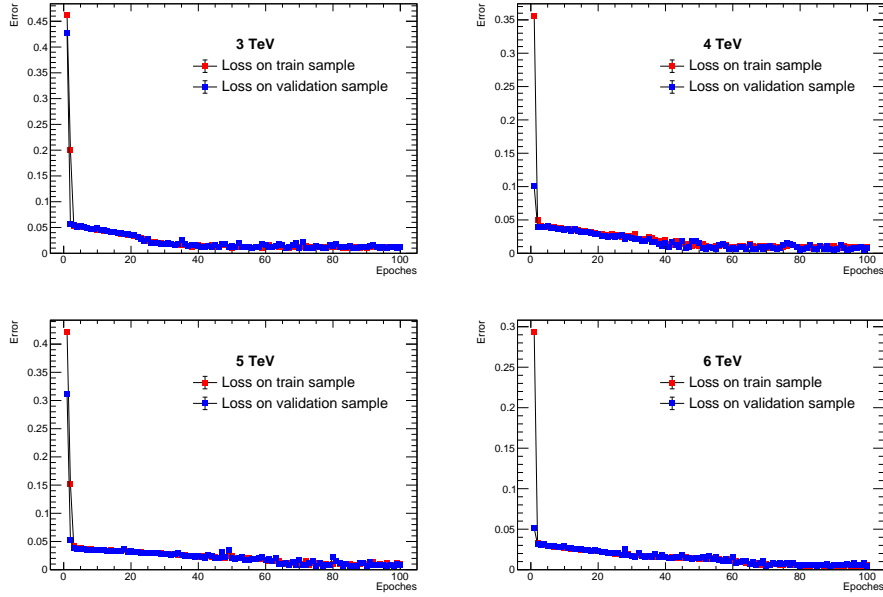 Error
0.45
0.4
0.35
0.3
0.25
0.2
0.15
0.1
0.05
0
0 20 40 60 80 100
Epoches
3 TeV
Loss on train sample
Loss on validation sample
Error
0.35
0.3
0.25
0.2
0.15
0.1
0.05
0
0 20 40 60 80 100
Epoches
4 TeV
Loss on train sample
Loss on validation sample
Error
0.4
0.35
0.3
0.25
0.2
0.15
0.1
0.05
0
0 20 40 60 80 100
Epoches
5 TeV
Loss on train sample
Loss on validation sample
Error
0.3
0.25
0.2
0.15
0.1
0.05
0
0 20 40 60 80 100
Epoches
6 TeV
Loss on train sample
Loss on validation sample